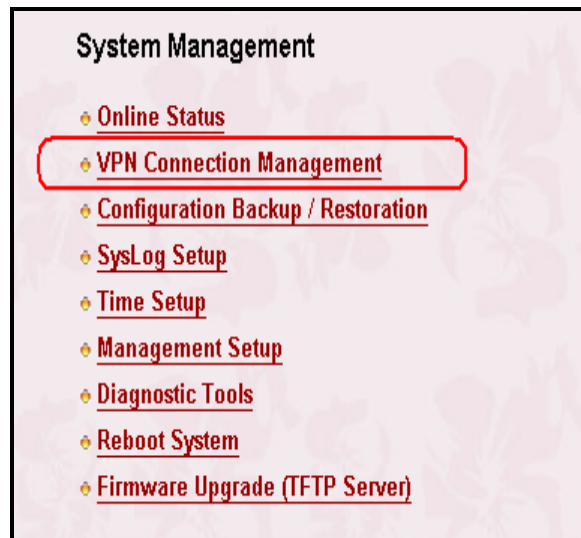 System Management
Online Status
VPN Connection Management
Configuration Backup / Restoration
SysLog Setup
Time Setup
Management Setup
Diagnostic Tools
Reboot System
Firmware Upgrade (TFTP Server)